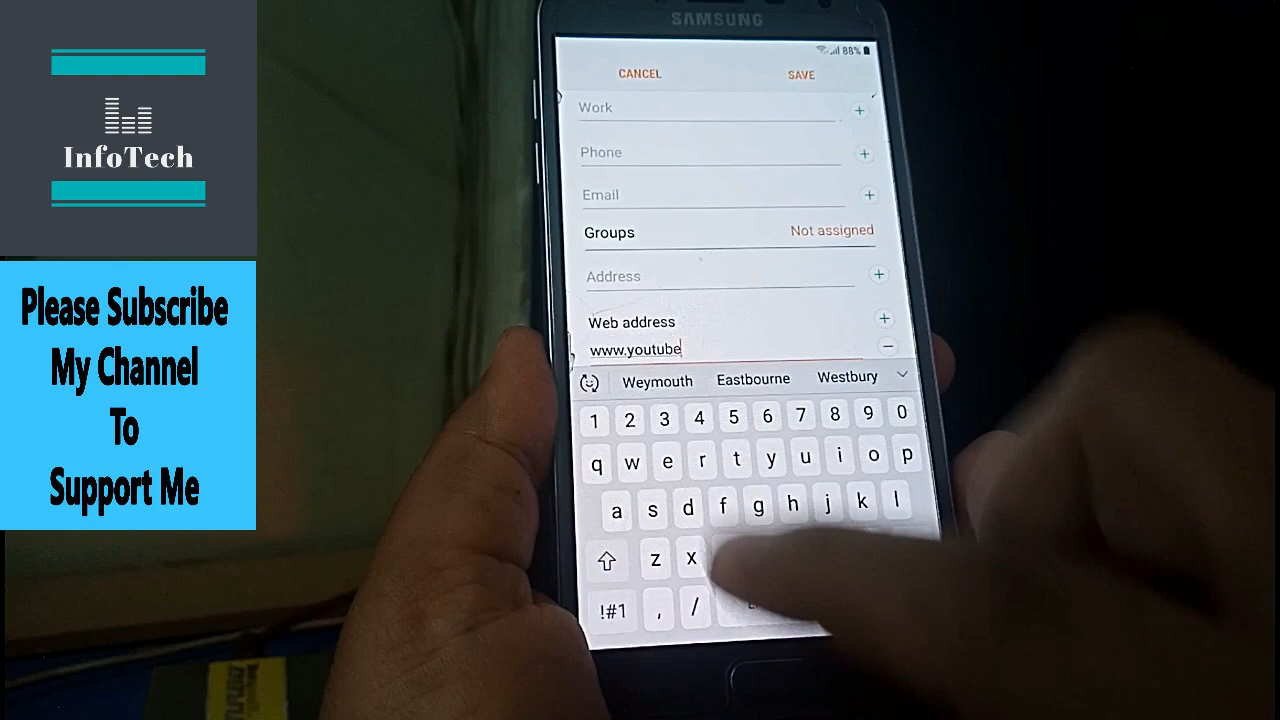 InfoTech
Please Subscribe
My Channel
To
Support Me
SAMSUNG
88%
CANCEL SAVE
Work +
Phone +
Email +
Groups Not assigned
Address +
Web address +
www.youtube −
Weymouth Eastbourne Westbury
1 2 3 4 5 6 7 8 9 0
q w e r t y u i o p
a s d f g h j k l
z x
!#1 , /